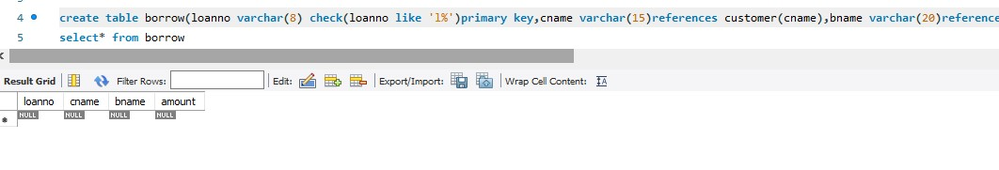 4 create table borrow(loanno varchar(8) check(loanno like 'l%')primary key,cname varchar(15)references customer(cname),bname varchar(20)reference
5 select* from borrow
Result Grid Filter Rows: Edit: Export/Import: Wrap Cell Content:
loanno cname bname amount
NULL NULL NULL NULL